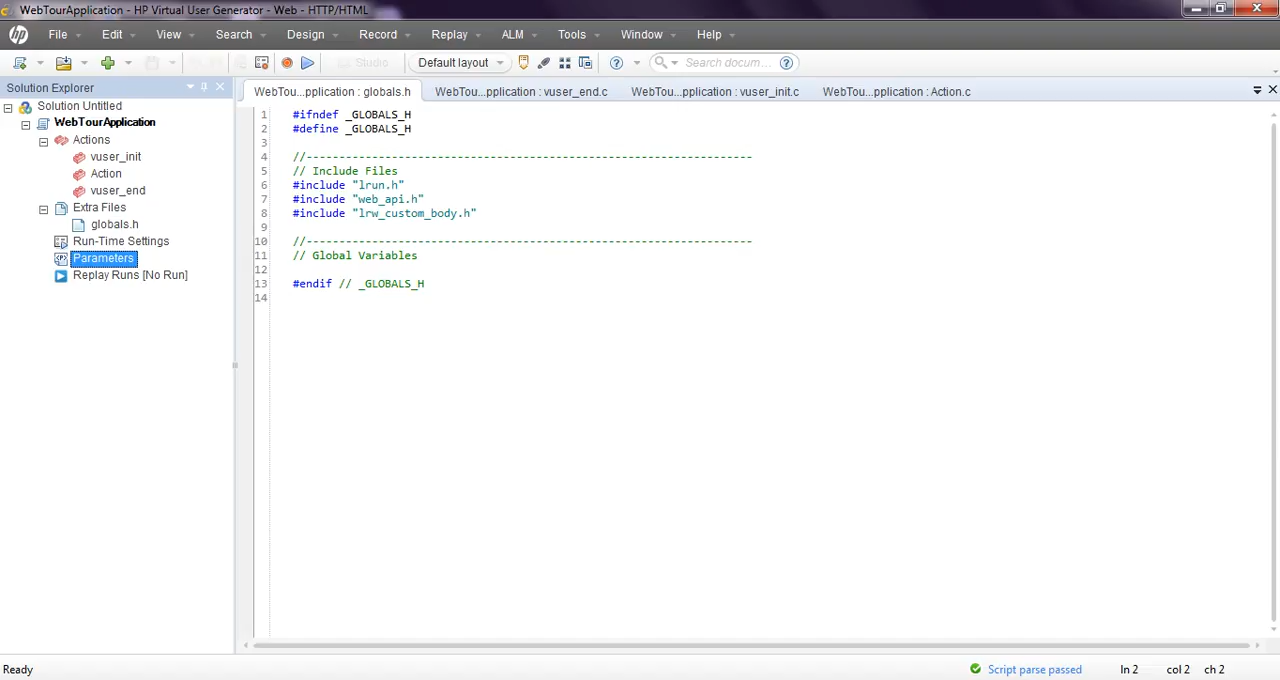 WebTourApplication - HP Virtual User Generator - Web - HTTP/HTML
hp File Edit View Search Design Record Replay ALM Tools Window Help
Studio Default layout Search docum...
Solution Explorer
WebTou...pplication : globals.h WebTou...pplication : vuser_end.c WebTou...pplication : vuser_init.c WebTou...pplication : Action.c
Solution Untitled
WebTourApplication
Actions
vuser_init
Action
vuser_end
Extra Files
globals.h
Run-Time Settings
Parameters
Replay Runs [No Run]
1 #ifndef _GLOBALS_H
2 #define _GLOBALS_H
3
4 //--------------------------------------------------------------------
5 // Include Files
6 #include "lrun.h"
7 #include "web_api.h"
8 #include "lrw_custom_body.h"
9
10 //--------------------------------------------------------------------
11 // Global Variables
12
13 #endif // _GLOBALS_H
14
Ready Script parse passed ln 2 col 2 ch 2